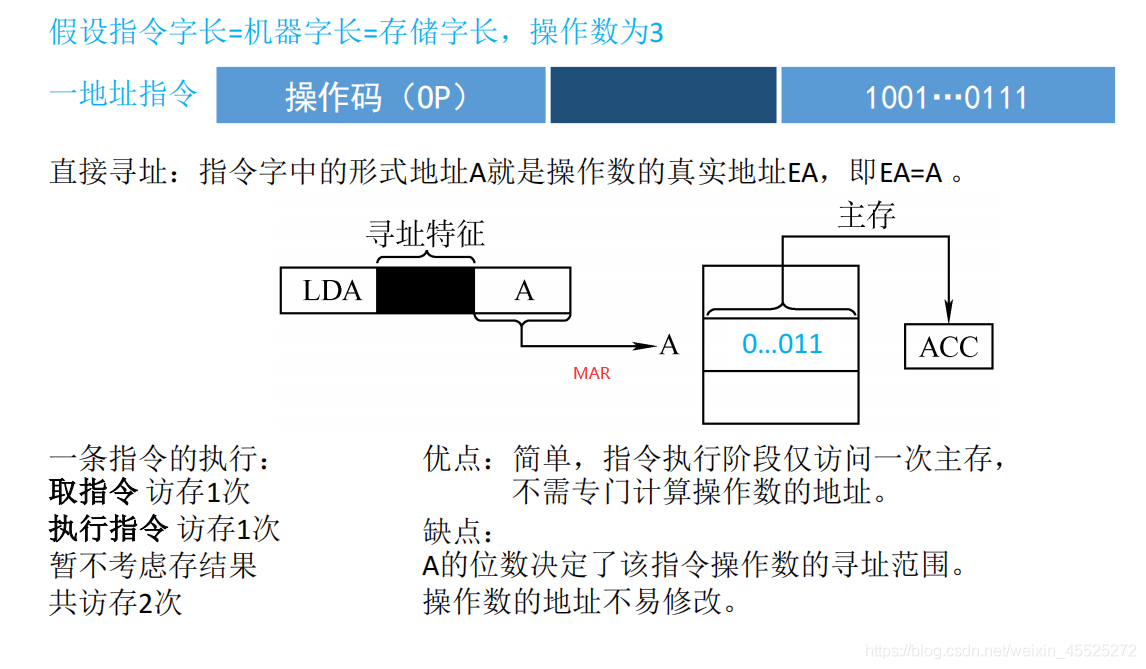 假设指令字长=机器字长=存储字长，操作数为3
一地址指令 操作码（OP） 1001…0111
直接寻址：指令字中的形式地址A就是操作数的真实地址EA，即EA=A 。
主存
寻址特征
LDA A
A 0…011 ACC
MAR
一条指令的执行：
取指令 访存1次
执行指令 访存1次
暂不考虑存结果
共访存2次
优点：简单，指令执行阶段仅访问一次主存，
不需专门计算操作数的地址。
缺点：
A的位数决定了该指令操作数的寻址范围。
操作数的地址不易修改。
https://blog.csdn.net/weixin_45525272